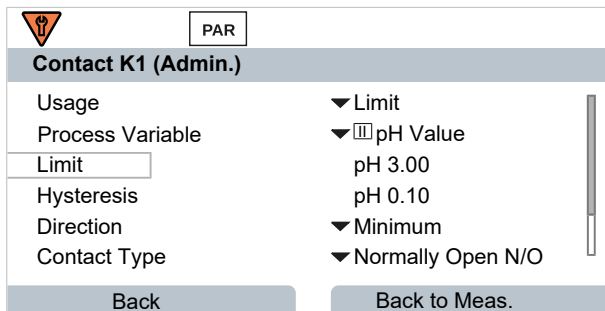 PAR
Contact K1 (Admin.)
Usage Limit
Process Variable II pH Value
Limit pH 3.00
Hysteresis pH 0.10
Direction Minimum
Contact Type Normally Open N/O
Back Back to Meas.